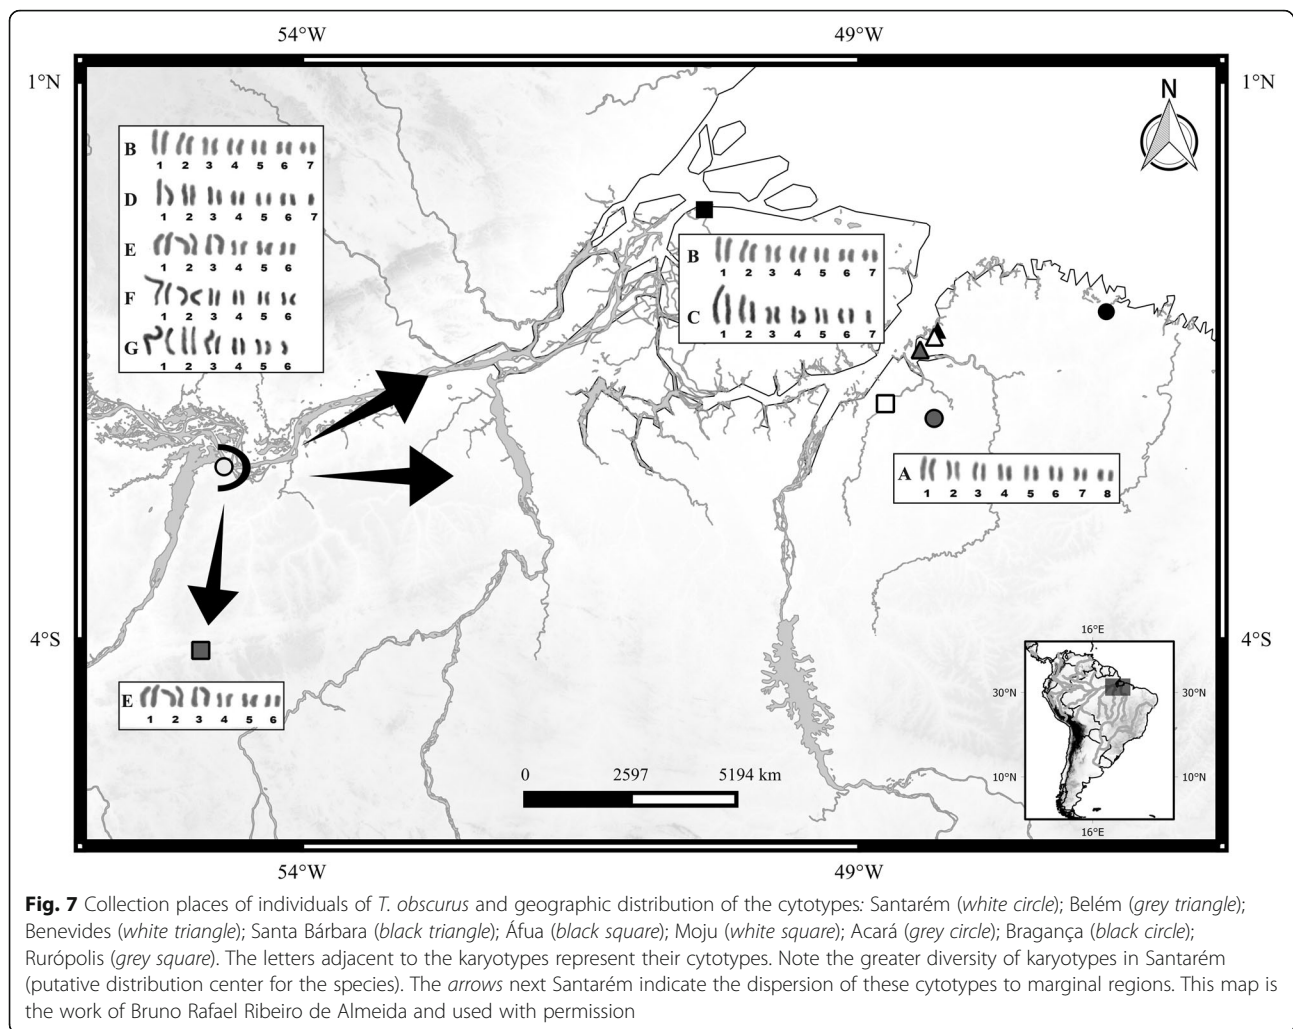 54°W 49°W
1°N 1°N
N
B
1 2 3 4 5 6 7
D
1 2 3 4 5 6 7
E
1 2 3 4 5 6
F
1 2 3 4 5 6
G
1 2 3 4 5 6
B
1 2 3 4 5 6 7
C
1 2 3 4 5 6 7
A
1 2 3 4 5 6 7 8
4°S 4°S
E
1 2 3 4 5 6
0 2597 5194 km
16°E
30°N 30°N
10°N 10°N
16°E
54°W 49°W
Fig. 7 Collection places of individuals of T. obscurus and geographic distribution of the cytotypes: Santarém (white circle); Belém (grey triangle);
Benevides (white triangle); Santa Bárbara (black triangle); Áfua (black square); Moju (white square); Acará (grey circle); Bragança (black circle);
Rurópolis (grey square). The letters adjacent to the karyotypes represent their cytotypes. Note the greater diversity of karyotypes in Santarém
(putative distribution center for the species). The arrows next Santarém indicate the dispersion of these cytotypes to marginal regions. This map is
the work of Bruno Rafael Ribeiro de Almeida and used with permission